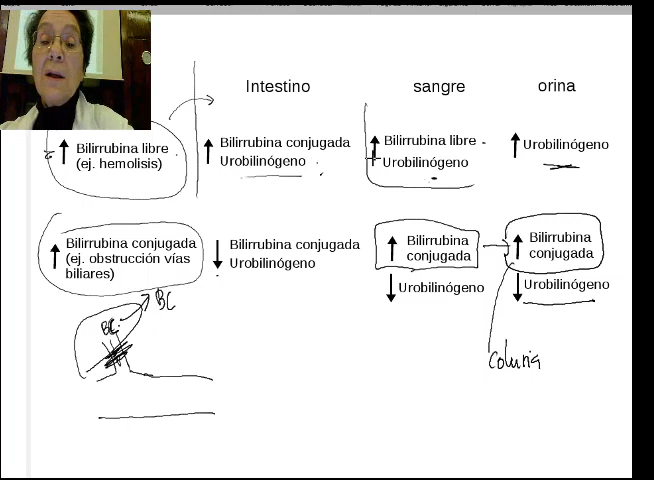 Intestino
sangre
orina
Bilirrubina libre
(ej. hemolisis)
Bilirrubina conjugada
Urobilinógeno
Bilirrubina libre
Urobilinógeno
Urobilinógeno
Bilirrubina conjugada
(ej. obstrucción vías
biliares)
Bilirrubina conjugada
Urobilinógeno
Bilirrubina
conjugada
Urobilinógeno
Bilirrubina
conjugada
Urobilinógeno
BC
BC
Coluria